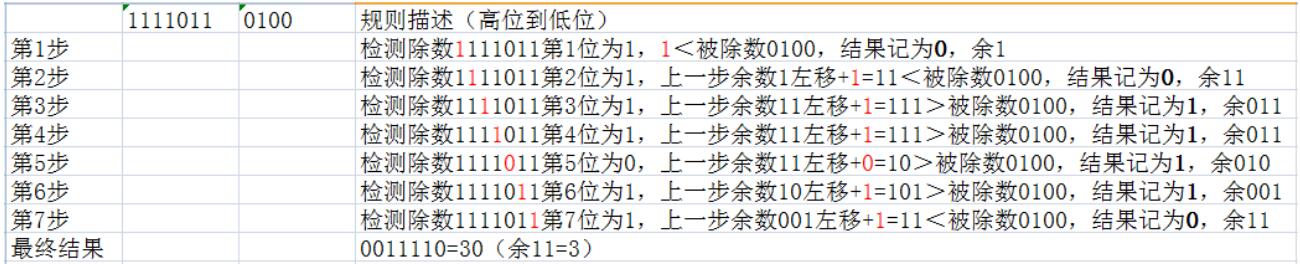 1111011 0100 规则描述（高位到低位）
第1步 检测除数1111011第1位为1，1＜被除数0100，结果记为0，余1
第2步 检测除数1111011第2位为1，上一步余数1左移+1=11＜被除数0100，结果记为0，余11
第3步 检测除数1111011第3位为1，上一步余数11左移+1=111＞被除数0100，结果记为1，余011
第4步 检测除数1111011第4位为1，上一步余数11左移+1=111＞被除数0100，结果记为1，余011
第5步 检测除数1111011第5位为0，上一步余数11左移+0=10＞被除数0100，结果记为1，余010
第6步 检测除数1111011第6位为1，上一步余数10左移+1=101＞被除数0100，结果记为1，余001
第7步 检测除数1111011第7位为1，上一步余数001左移+1=11＜被除数0100，结果记为0，余11
最终结果 0011110=30（余11=3）